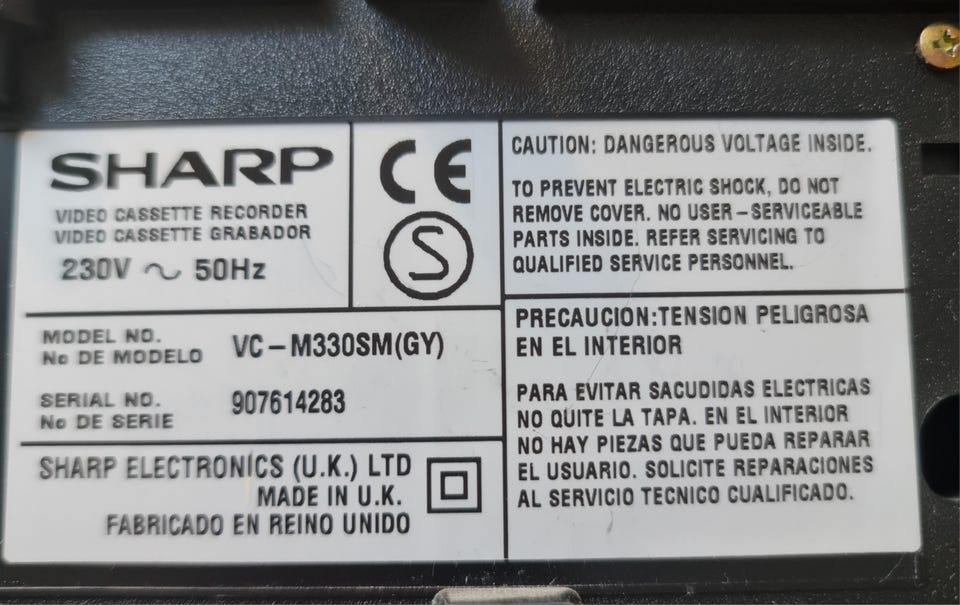 SHARP
VIDEO CASSETTE RECORDER
VIDEO CASSETTE GRABADOR
230V ～ 50Hz
CE
S
CAUTION: DANGEROUS VOLTAGE INSIDE.
TO PREVENT ELECTRIC SHOCK, DO NOT
REMOVE COVER. NO USER–SERVICEABLE
PARTS INSIDE. REFER SERVICING TO
QUALIFIED SERVICE PERSONNEL.
MODEL NO.
No DE MODELO VC–M330SM(GY)
SERIAL NO.
No DE SERIE 907614283
SHARP ELECTRONICS (U.K.) LTD
MADE IN U.K.
FABRICADO EN REINO UNIDO
PRECAUCION:TENSION PELIGROSA
EN EL INTERIOR
PARA EVITAR SACUDIDAS ELECTRICAS
NO QUITE LA TAPA. EN EL INTERIOR
NO HAY PIEZAS QUE PUEDA REPARAR
EL USUARIO. SOLICITE REPARACIONES
AL SERVICIO TECNICO CUALIFICADO.